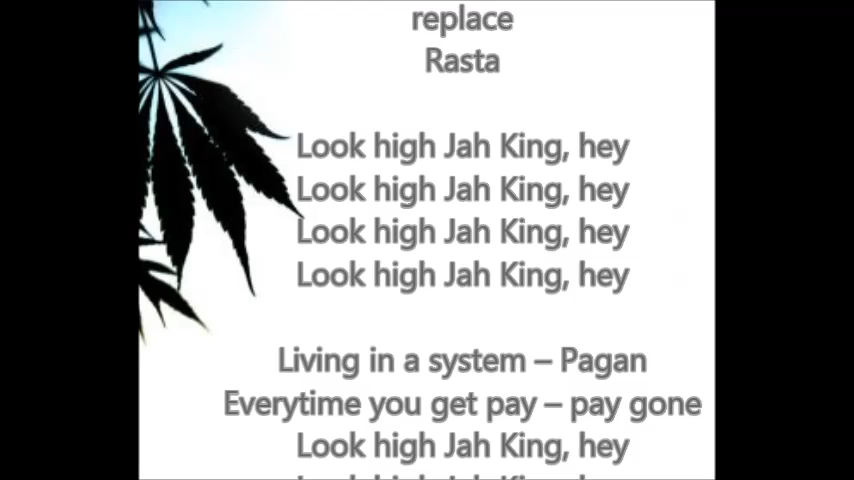 replace
Rasta
Look high Jah King, hey
Look high Jah King, hey
Look high Jah King, hey
Look high Jah King, hey
Living in a system – Pagan
Everytime you get pay – pay gone
Look high Jah King, hey